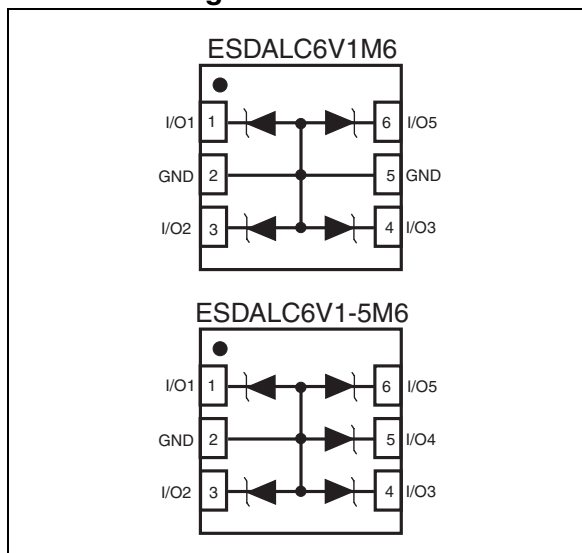 ESDALC6V1M6
I/O1 1 6 I/O5
GND 2 5 GND
I/O2 3 4 I/O3
ESDALC6V1-5M6
I/O1 1 6 I/O5
GND 2 5 I/O4
I/O2 3 4 I/O3